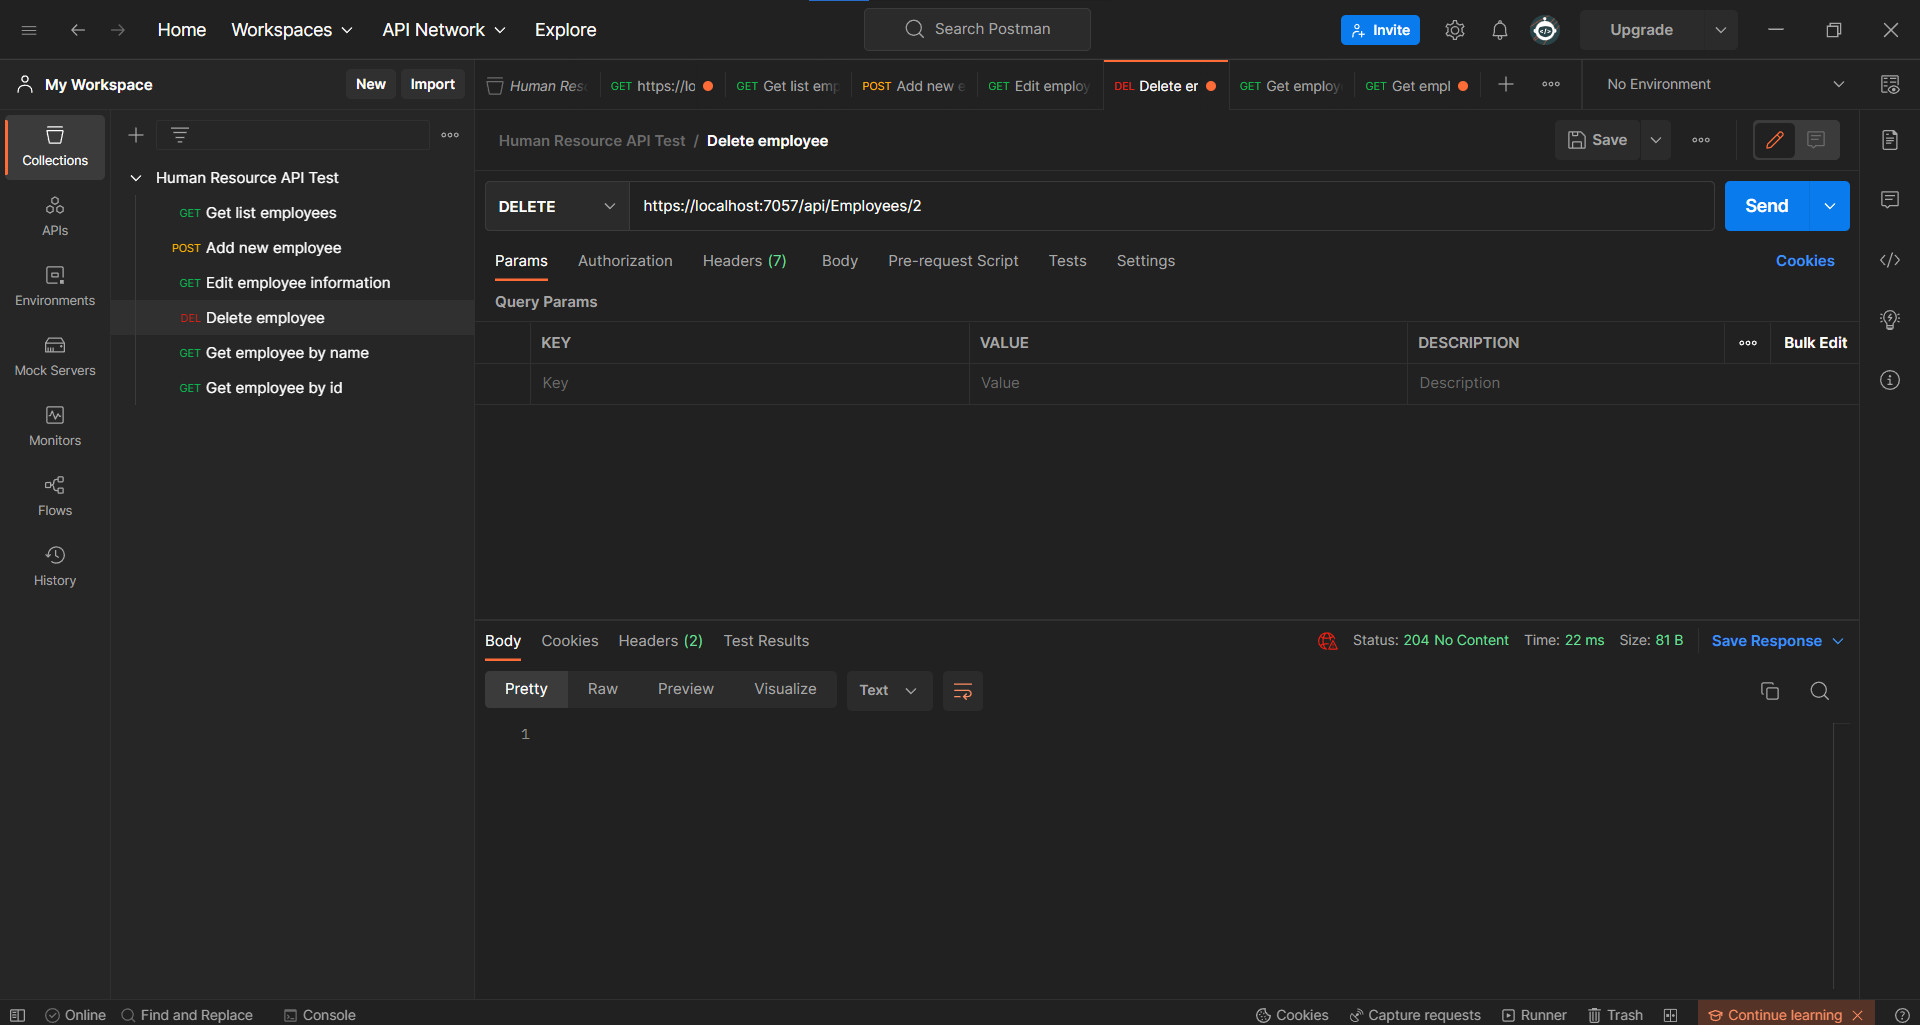 Home Workspaces API Network Explore Search Postman Invite Upgrade
My Workspace New Import
Human Res GET https://lo GET Get list emp POST Add new e GET Edit employ DEL Delete er GET Get employ GET Get empl No Environment
Collections
APIs
Environments
Mock Servers
Monitors
Flows
History
Human Resource API Test
GET Get list employees
POST Add new employee
GET Edit employee information
DEL Delete employee
GET Get employee by name
GET Get employee by id
Human Resource API Test / Delete employee Save
DELETE https://localhost:7057/api/Employees/2 Send
Params Authorization Headers (7) Body Pre-request Script Tests Settings Cookies
Query Params
KEY VALUE DESCRIPTION Bulk Edit
Key Value Description
Body Cookies Headers (2) Test Results Status: 204 No Content Time: 22 ms Size: 81 B Save Response
Pretty Raw Preview Visualize Text
1
Online Find and Replace Console Cookies Capture requests Runner Trash Continue learning